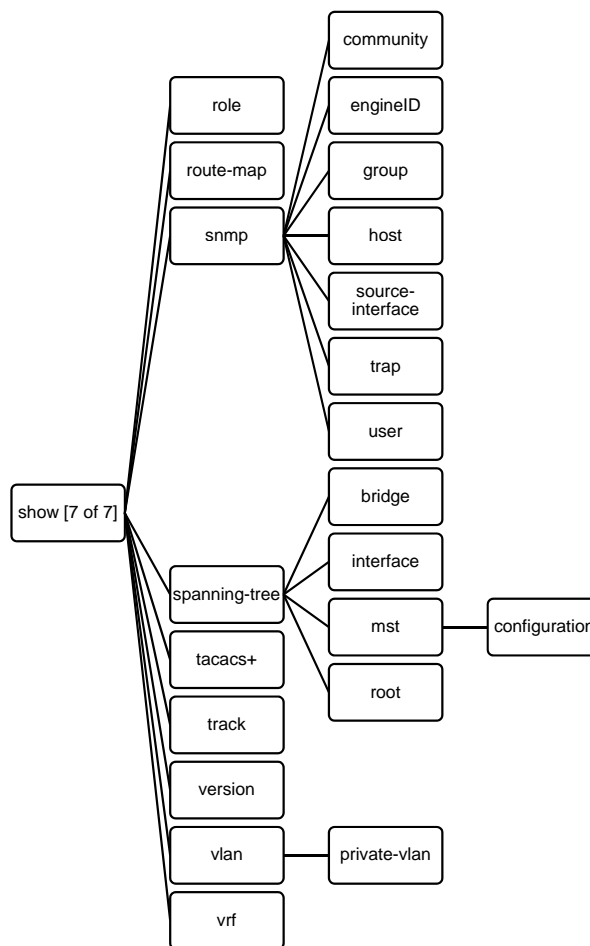 community
role
engineID
route-map
group
snmp
host
source-
interface
trap
user
show [7 of 7]
bridge
interface
spanning-tree
mst
configuration
tacacs+
root
track
version
vlan
private-vlan
vrf